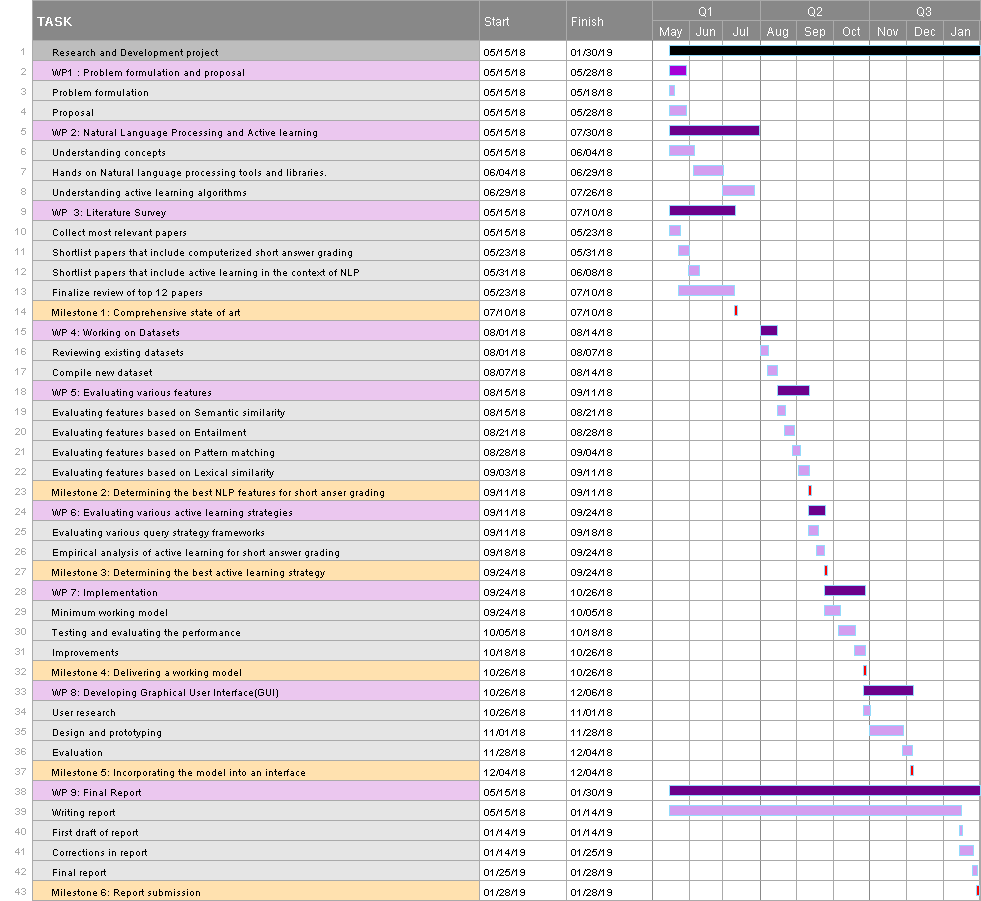 TASK Start Finish Q1 Q2 Q3
May Jun Jul Aug Sep Oct Nov Dec Jan
1 Research and Development project 05/15/18 01/30/19
2 WP1 : Problem formulation and proposal 05/15/18 05/28/18
3 Problem formulation 05/15/18 05/18/18
4 Proposal 05/15/18 05/28/18
5 WP 2: Natural Language Processing and Active learning 05/15/18 07/30/18
6 Understanding concepts 05/15/18 06/04/18
7 Hands on Natural language processing tools and libraries. 06/04/18 06/29/18
8 Understanding active learning algorithms 06/29/18 07/26/18
9 WP 3: Literature Survey 05/15/18 07/10/18
10 Collect most relevant papers 05/15/18 05/23/18
11 Shortlist papers that include computerized short answer grading 05/23/18 05/31/18
12 Shortlist papers that include active learning in the context of NLP 05/31/18 06/08/18
13 Finalize review of top 12 papers 05/23/18 07/10/18
14 Milestone 1: Comprehensive state of art 07/10/18 07/10/18
15 WP 4: Working on Datasets 08/01/18 08/14/18
16 Reviewing existing datasets 08/01/18 08/07/18
17 Compile new dataset 08/07/18 08/14/18
18 WP 5: Evaluating various features 08/15/18 09/11/18
19 Evaluating features based on Semantic similarity 08/15/18 08/21/18
20 Evaluating features based on Entailment 08/21/18 08/28/18
21 Evaluating features based on Pattern matching 08/28/18 09/04/18
22 Evaluating features based on Lexical similarity 09/03/18 09/11/18
23 Milestone 2: Determining the best NLP features for short anser grading 09/11/18 09/11/18
24 WP 6: Evaluating various active learning strategies 09/11/18 09/24/18
25 Evaluating various query strategy frameworks 09/11/18 09/18/18
26 Empirical analysis of active learning for short answer grading 09/18/18 09/24/18
27 Milestone 3: Determining the best active learning strategy 09/24/18 09/24/18
28 WP 7: Implementation 09/24/18 10/26/18
29 Minimum working model 09/24/18 10/05/18
30 Testing and evaluating the performance 10/05/18 10/18/18
31 Improvements 10/18/18 10/26/18
32 Milestone 4: Delivering a working model 10/26/18 10/26/18
33 WP 8: Developing Graphical User Interface(GUI) 10/26/18 12/06/18
34 User research 10/26/18 11/01/18
35 Design and prototyping 11/01/18 11/28/18
36 Evaluation 11/28/18 12/04/18
37 Milestone 5: Incorporating the model into an interface 12/04/18 12/04/18
38 WP 9: Final Report 05/15/18 01/30/19
39 Writing report 05/15/18 01/14/19
40 First draft of report 01/14/19 01/14/19
41 Corrections in report 01/14/19 01/25/19
42 Final report 01/25/19 01/28/19
43 Milestone 6: Report submission 01/28/19 01/28/19